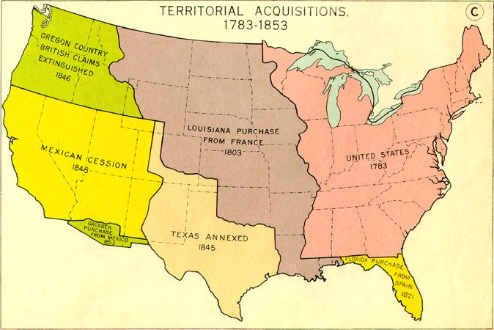 TERRITORIAL ACQUISITIONS,
1783-1853
C
OREGON COUNTRY
BRITISH CLAIMS
EXTINGUISHED
1846
LOUISIANA PURCHASE
FROM FRANCE
1803
UNITED STATES
1783
MEXICAN CESSION
1848
GADSDEN
PURCHASE
FROM MEXICO
1853
TEXAS ANNEXED
1845
FLORIDA PURCHASE
FROM
SPAIN
1821